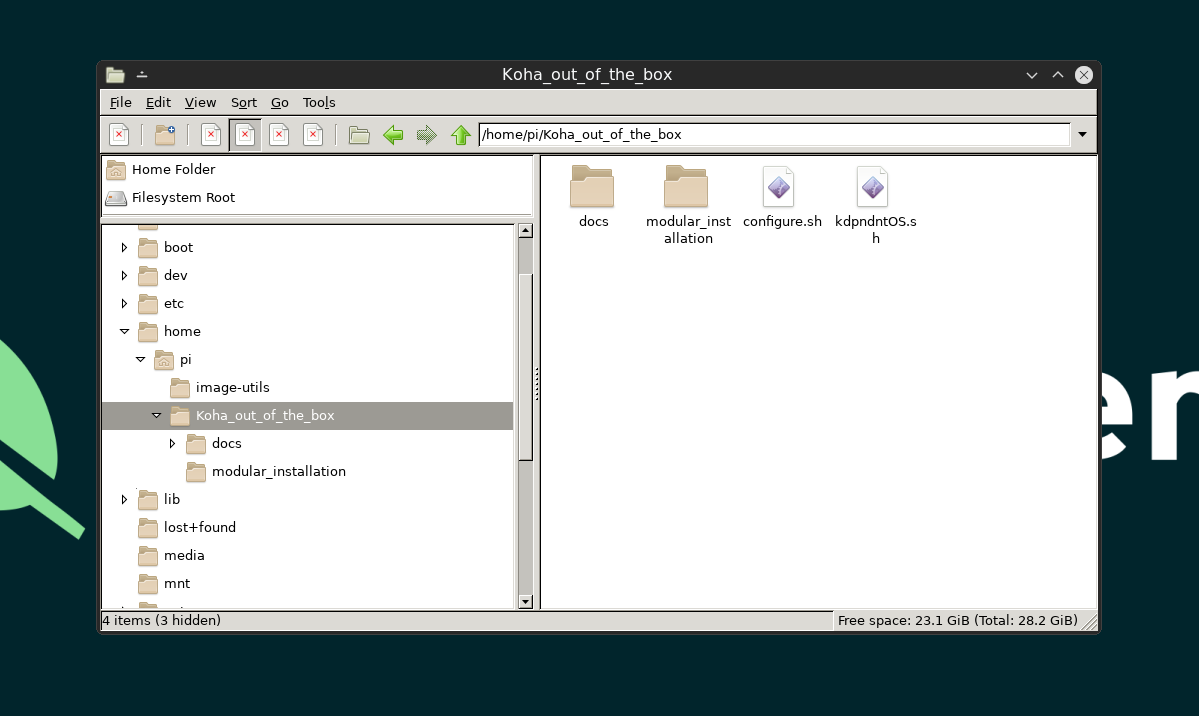 Koha_out_of_the_box
File Edit View Sort Go Tools
/home/pi/Koha_out_of_the_box
Home Folder
Filesystem Root
boot
dev
etc
home
pi
image-utils
Koha_out_of_the_box
docs
modular_installation
lib
lost+found
media
mnt
docs
modular_inst
allation
configure.sh
kdpndntOS.s
h
4 items (3 hidden)
Free space: 23.1 GiB (Total: 28.2 GiB)
er